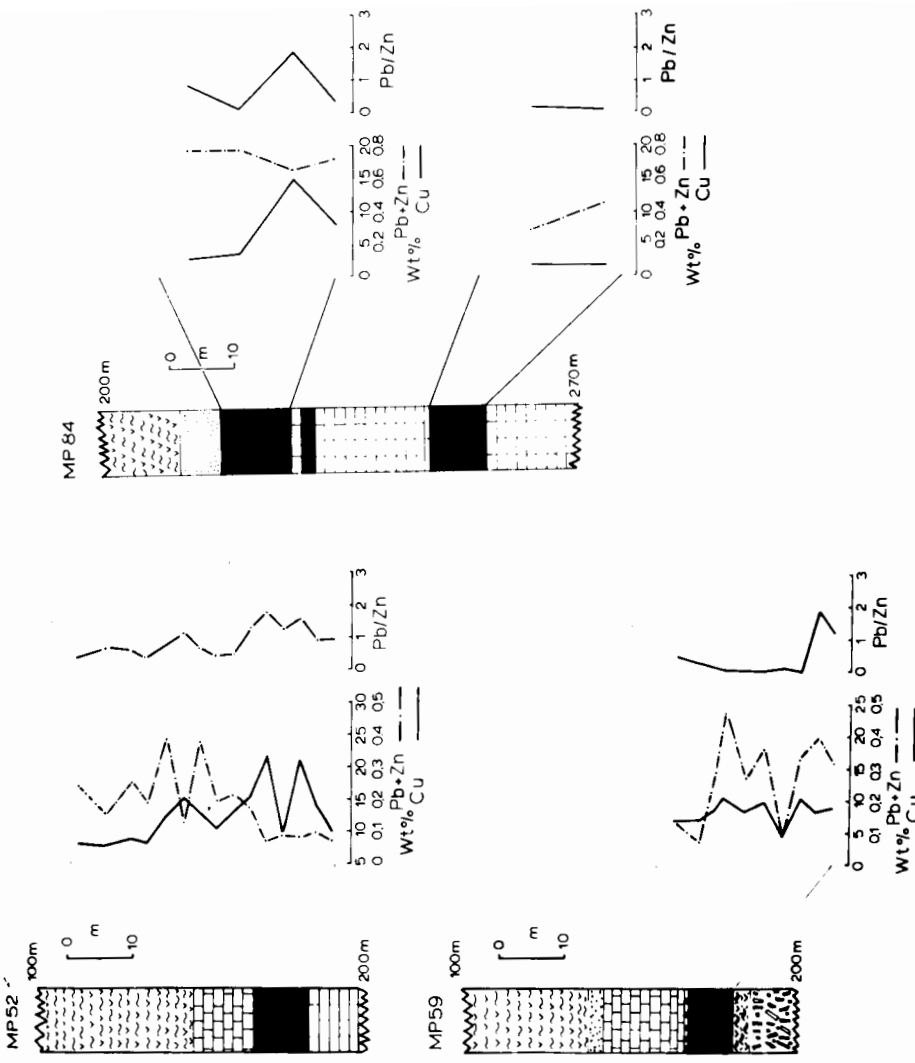 MP52
100m
0
m
10
200m
5 10 15 20 25 30
0 0,1 0,2 0,3 0,4 0,5
Wt% Pb+Zn
Cu
0 1 2 3
Pb/Zn
MP84
200m
0
m
10
270m
0 5 10 15 20
0.2 0.4 0.6 0.8
Wt% Pb+Zn
Cu
0 1 2 3
Pb/Zn
0 5 10 15 20
0.2 0.4 0.6 0.8
Wt% Pb+Zn
Cu
0 1 2 3
Pb/Zn
MP59
100m
0
m
10
200m
0 5 10 15 20 25
0,1 0,2 0,3 0,4 0,5
Wt% Pb+Zn
Cu
0 1 2 3
Pb/Zn